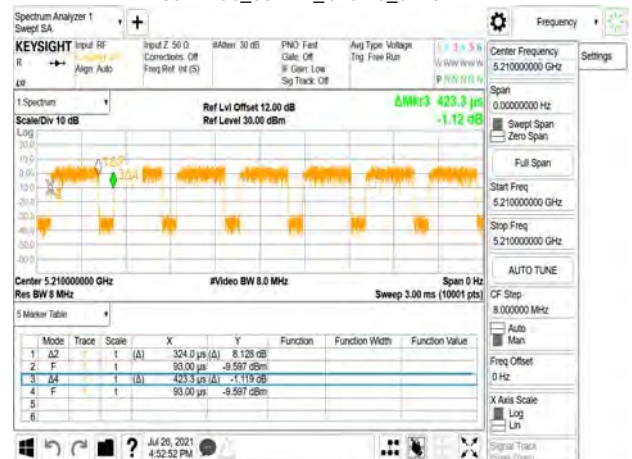 Spectrum Analyzer 1
Swept SA
Frequency
KEYSIGHT
R
Input: RF
Align: Auto
Input Z: 50 Ω
Corrections: Off
Freq Ref: Int (S)
#Atten: 30 dB
PNO: Fast
Gate: Off
IF Gain: Low
Sig Track: Off
Avg Type: Voltage
Trig: Free Run
1 Spectrum
Scale/Div 10 dB
Ref Lvl Offset 12.00 dB
Ref Level 30.00 dBm
ΔMkr3 423.3 µs
-1.12 dB
Log
3Δ4
Center 5.210000000 GHz
Res BW 8 MHz
#Video BW 8.0 MHz
Span 0 Hz
Sweep 3.00 ms (10001 pts)
5 Marker Table
Mode Trace Scale X Y Function Function Width Function Value
1 Δ2 t (Δ) 324.0 µs (Δ) 8.128 dB
2 F t 93.00 µs -9.597 dBm
3 Δ4 t (Δ) 423.3 µs (Δ) -1.119 dB
4 F t 93.00 µs -9.597 dBm
5
6
Jul 26, 2021
4:52:52 PM
Center Frequency
5.210000000 GHz
Settings
Span
0.00000000 Hz
Swept Span
Zero Span
Full Span
Start Freq
5.210000000 GHz
Stop Freq
5.210000000 GHz
AUTO TUNE
CF Step
8.000000 MHz
Auto
Man
Freq Offset
0 Hz
X Axis Scale
Log
Lin
Signal Track